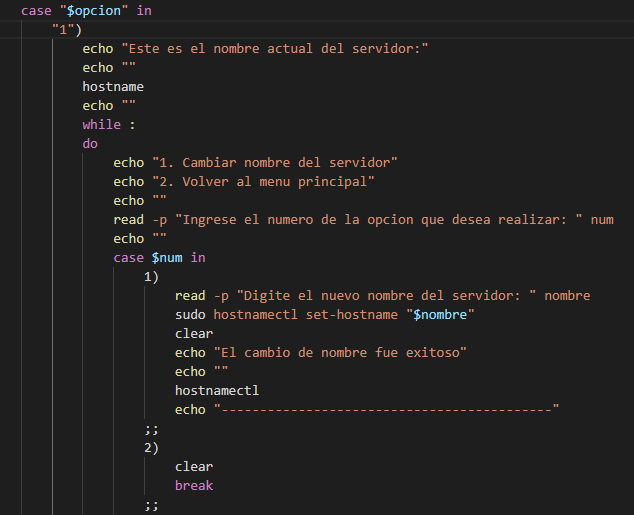 case "$opcion" in
"1")
echo "Este es el nombre actual del servidor:"
echo ""
hostname
echo ""
while :
do
echo "1. Cambiar nombre del servidor"
echo "2. Volver al menu principal"
echo ""
read -p "Ingrese el numero de la opcion que desea realizar: " num
echo ""
case $num in
1)
read -p "Digite el nuevo nombre del servidor: " nombre
sudo hostnamectl set-hostname "$nombre"
clear
echo "El cambio de nombre fue exitoso"
echo ""
hostnamectl
echo "-------------------------------------------"
;;
2)
clear
break
;;